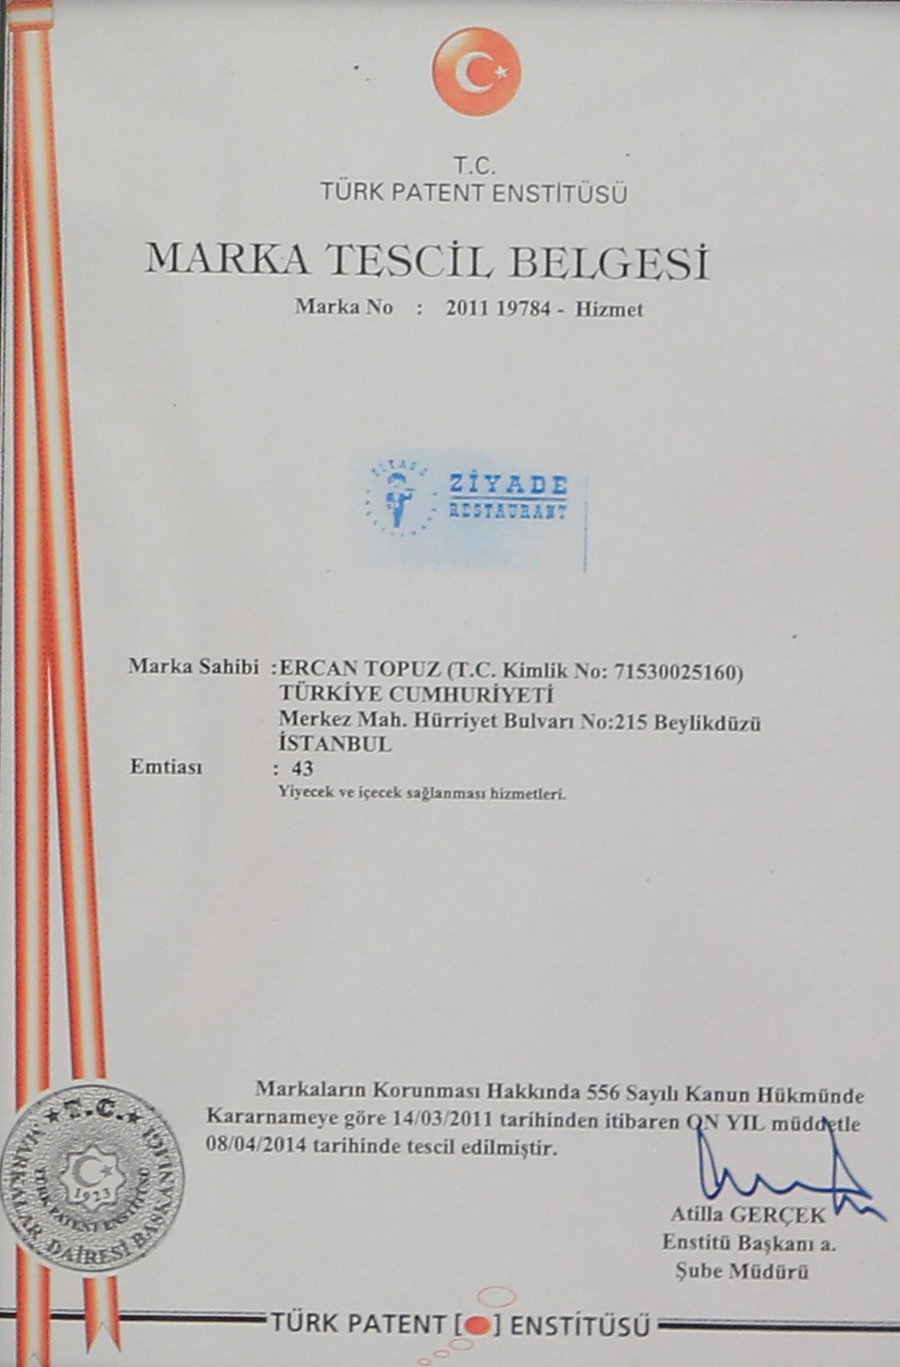 T.C.
TÜRK PATENT ENSTİTÜSÜ
MARKA TESCİL BELGESİ
Marka No : 2011 19784 - Hizmet
ZİYADE
RESTAURANT
Marka Sahibi :ERCAN TOPUZ (T.C. Kimlik No: 71530025160)
TÜRKİYE CUMHURİYETİ
Merkez Mah. Hürriyet Bulvarı No:215 Beylikdüzü
İSTANBUL
Emtiası : 43
Yiyecek ve içecek sağlanması hizmetleri.
Markaların Korunması Hakkında 556 Sayılı Kanun Hükmünde
Kararnameye göre 14/03/2011 tarihinden itibaren ON YIL müddetle
08/04/2014 tarihinde tescil edilmiştir.
T.C.
MARKALAR DAİRESİ BAŞKANLIĞI
TÜRK PATENT ENSTİTÜSÜ
1923
Atilla GERÇEK
Enstitü Başkanı a.
Şube Müdürü
TÜRK PATENT [ ] ENSTİTÜSÜ